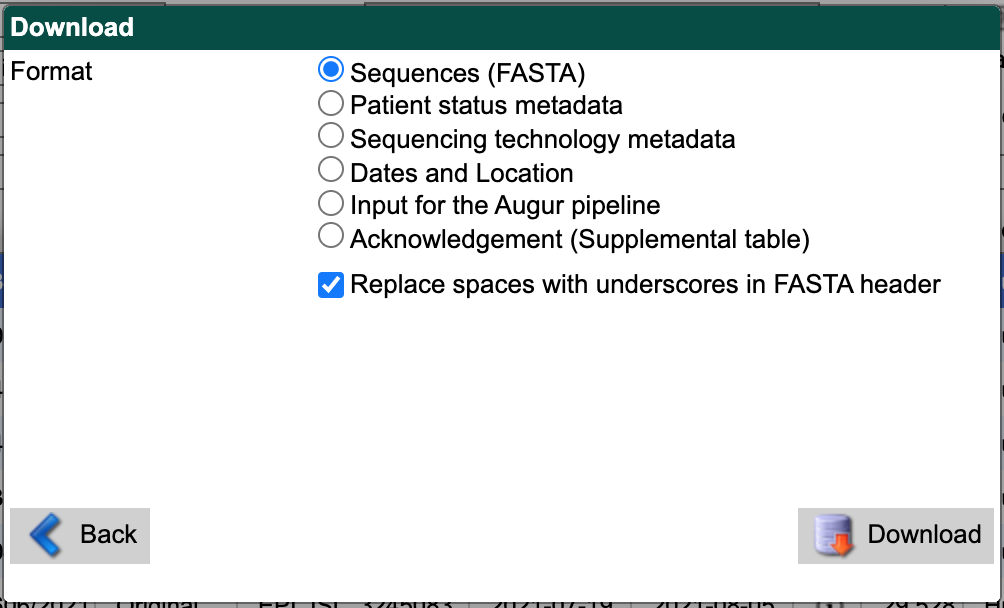 Download
Format
Sequences (FASTA)
Patient status metadata
Sequencing technology metadata
Dates and Location
Input for the Augur pipeline
Acknowledgement (Supplemental table)
Replace spaces with underscores in FASTA header
Back
Download